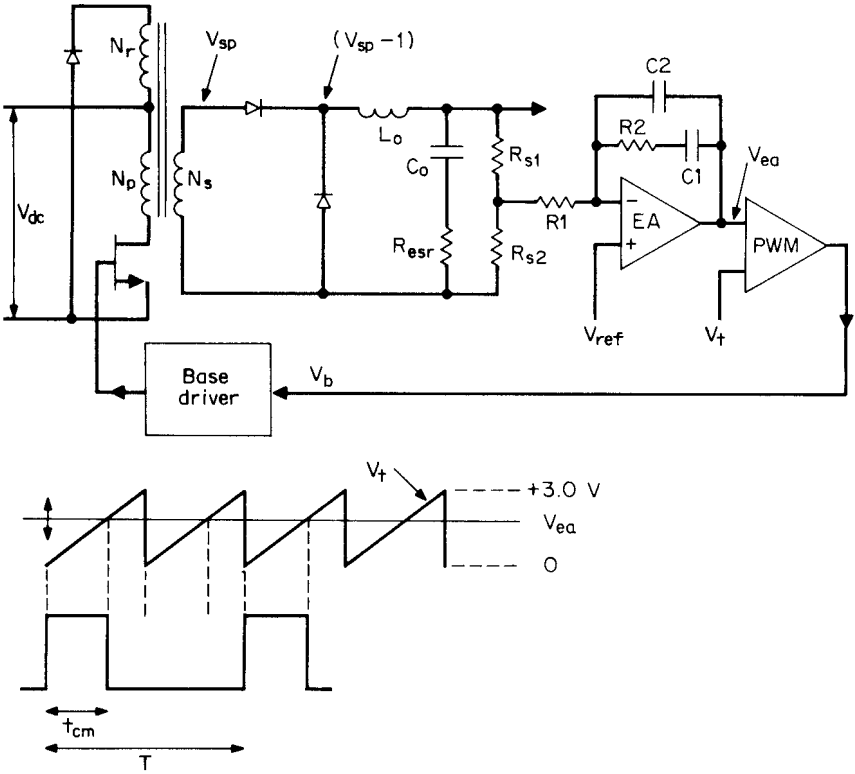 N_r
V_sp
(V_sp – 1)
C2
R2
C1
L_o
C_o
R_s1
V_ea
N_p
N_s
V_dc
R1
EA
–
+
PWM
R_esr
R_s2
V_ref
V_t
Base
driver
V_b
V_t
+3.0 V
V_ea
0
t_cm
T